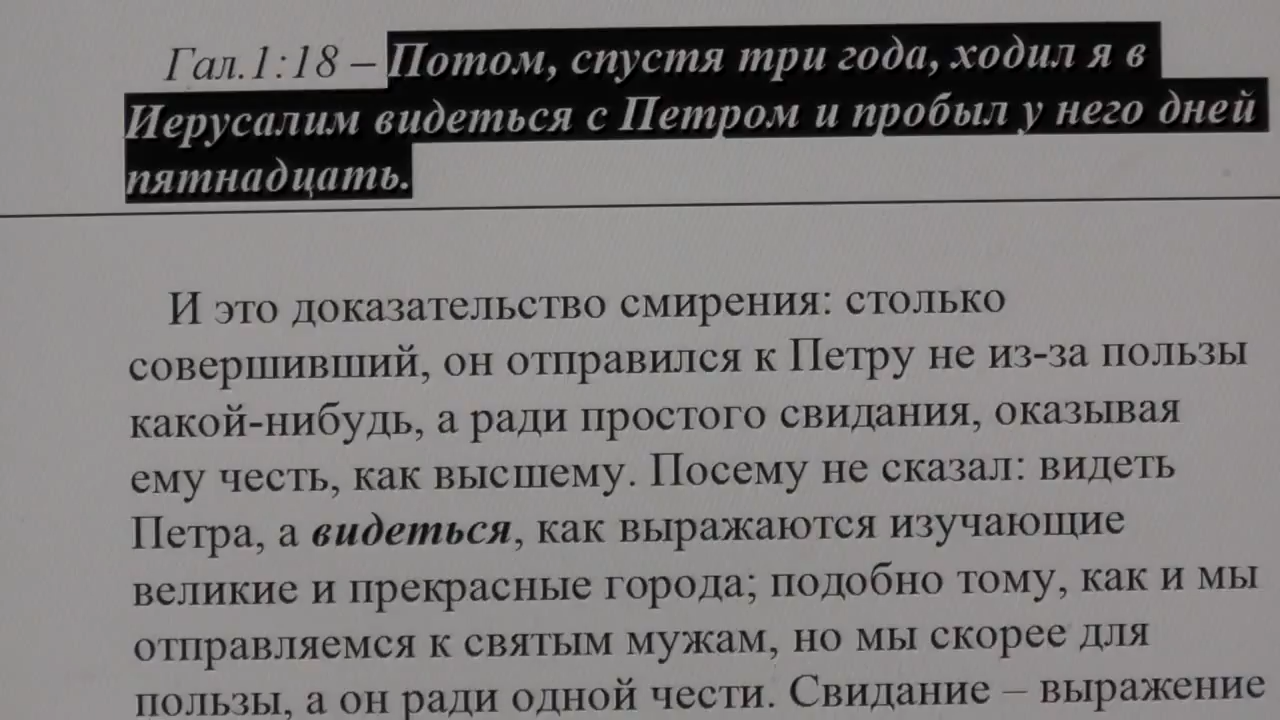 Гал.1:18 – Потом, спустя три года, ходил я в
Иерусалим видеться с Петром и пробыл у него дней
пятнадцать.
И это доказательство смирения: столько
совершивший, он отправился к Петру не из-за пользы
какой-нибудь, а ради простого свидания, оказывая
ему честь, как высшему. Посему не сказал: видеть
Петра, а видеться, как выражаются изучающие
великие и прекрасные города; подобно тому, как и мы
отправляемся к святым мужам, но мы скорее для
пользы, а он ради одной чести. Свидание – выражение